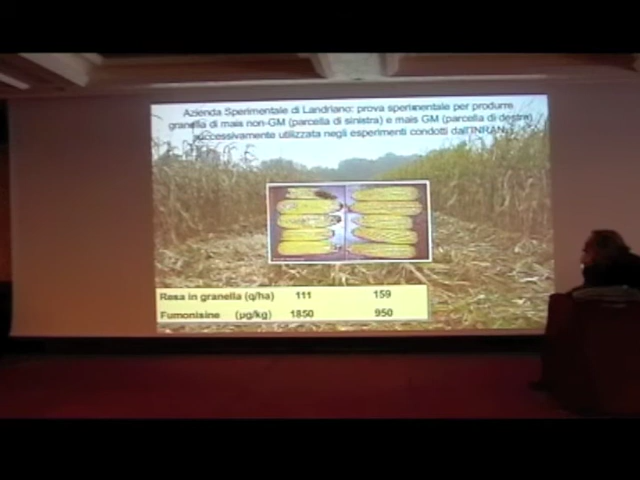 Azienda Sperimentale di Landriano: prova sperimentale per produrre
granella di mais non-GM (parcella di sinistra) e mais GM (parcella di destra)
successivamente utilizzata negli esperimenti condotti dall'INRAN
Resa in granella (q/ha) 111 159
Fumonisine (µg/kg) 1850 950